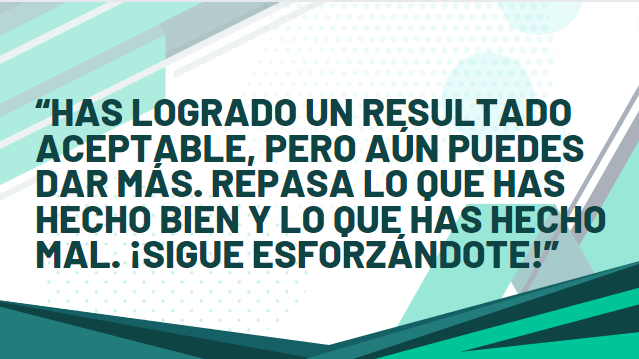 “HAS LOGRADO UN RESULTADO
ACEPTABLE, PERO AÚN PUEDES
DAR MÁS. REPASA LO QUE HAS
HECHO BIEN Y LO QUE HAS HECHO
MAL. ¡SIGUE ESFORZÁNDOTE!”